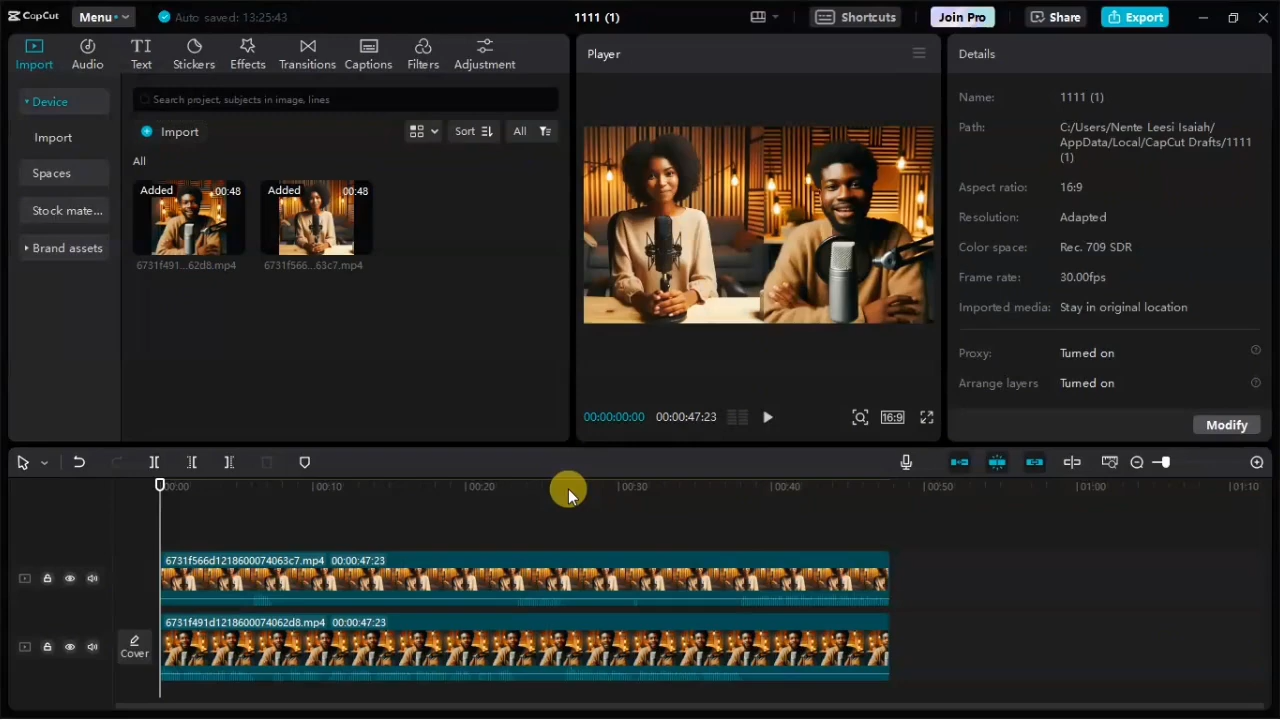 CapCut
Menu
Auto saved: 13:25:43
1111 (1)
Shortcuts
Join Pro
Share
Export
Import
Audio
Text
Stickers
Effects
Transitions
Captions
Filters
Adjustment
Device
Import
Spaces
Stock mate...
Brand assets
Search project, subjects in image, lines
Import
Sort
All
All
Added 00:48
6731f491...62d8.mp4
Added 00:48
6731f566...63c7.mp4
Player
00:00:00:00 00:00:47:23
16:9
Details
Name: 1111 (1)
Path: C:/Users/Nente Leesi Isaiah/
AppData/Local/CapCut Drafts/1111
(1)
Aspect ratio: 16:9
Resolution: Adapted
Color space: Rec. 709 SDR
Frame rate: 30.00fps
Imported media: Stay in original location
Proxy: Turned on
Arrange layers Turned on
Modify
00:00 00:10 00:20 00:30 00:40 00:50 01:00 01:10
6731f566d1218600074063c7.mp4 00:00:47:23
6731f491d1218600074062d8.mp4 00:00:47:23
Cover